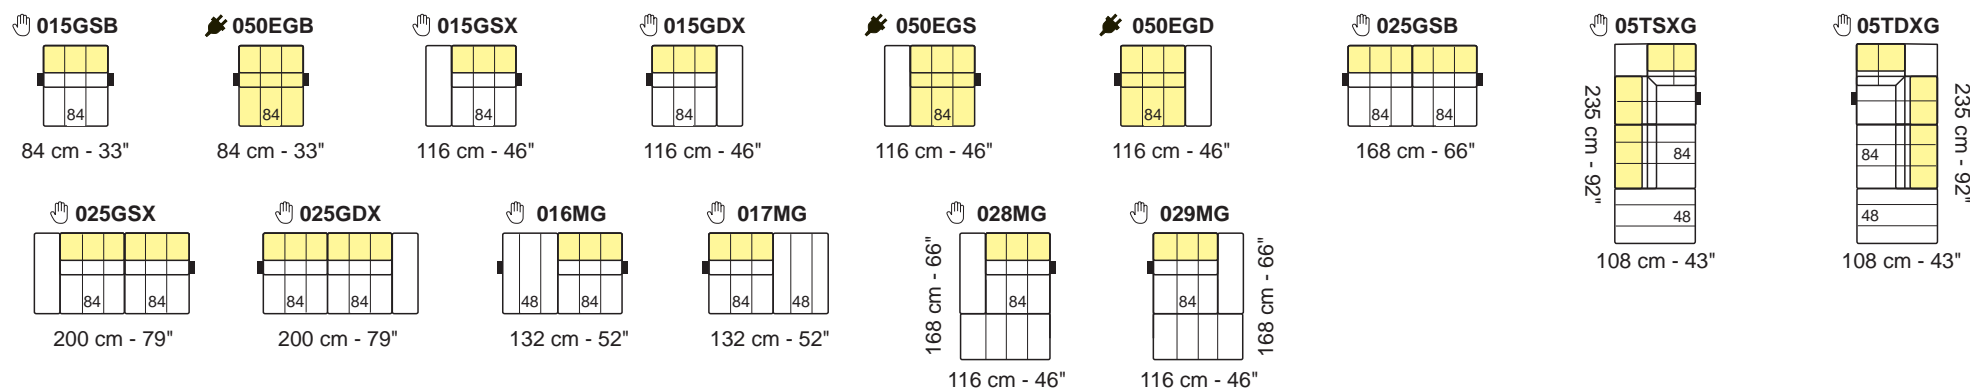 015GSB
84
84 cm - 33"
050EGB
84
84 cm - 33"
015GSX
84
116 cm - 46"
015GDX
84
116 cm - 46"
050EGS
84
116 cm - 46"
050EGD
84
116 cm - 46"
025GSB
84 84
168 cm - 66"
05TSXG
235 cm - 92"
84
48
108 cm - 43"
05TDXG
84
48
235 cm - 92"
108 cm - 43"
025GSX
84 84
200 cm - 79"
025GDX
84 84
200 cm - 79"
016MG
48 84
132 cm - 52"
017MG
84 48
132 cm - 52"
028MG
168 cm - 66"
84
116 cm - 46"
029MG
84
168 cm - 66"
116 cm - 46"